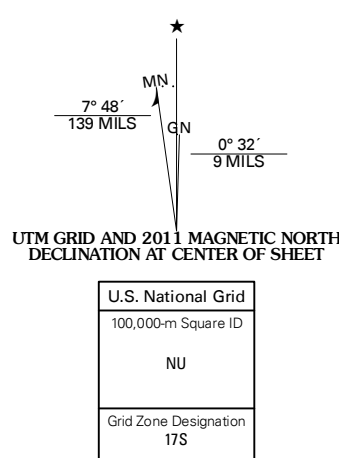 ★
MN.
7° 48´
139 MILS
GN
0° 32´
9 MILS
UTM GRID AND 2011 MAGNETIC NORTH
DECLINATION AT CENTER OF SHEET
U.S. National Grid
100,000-m Square ID
NU
Grid Zone Designation
17S